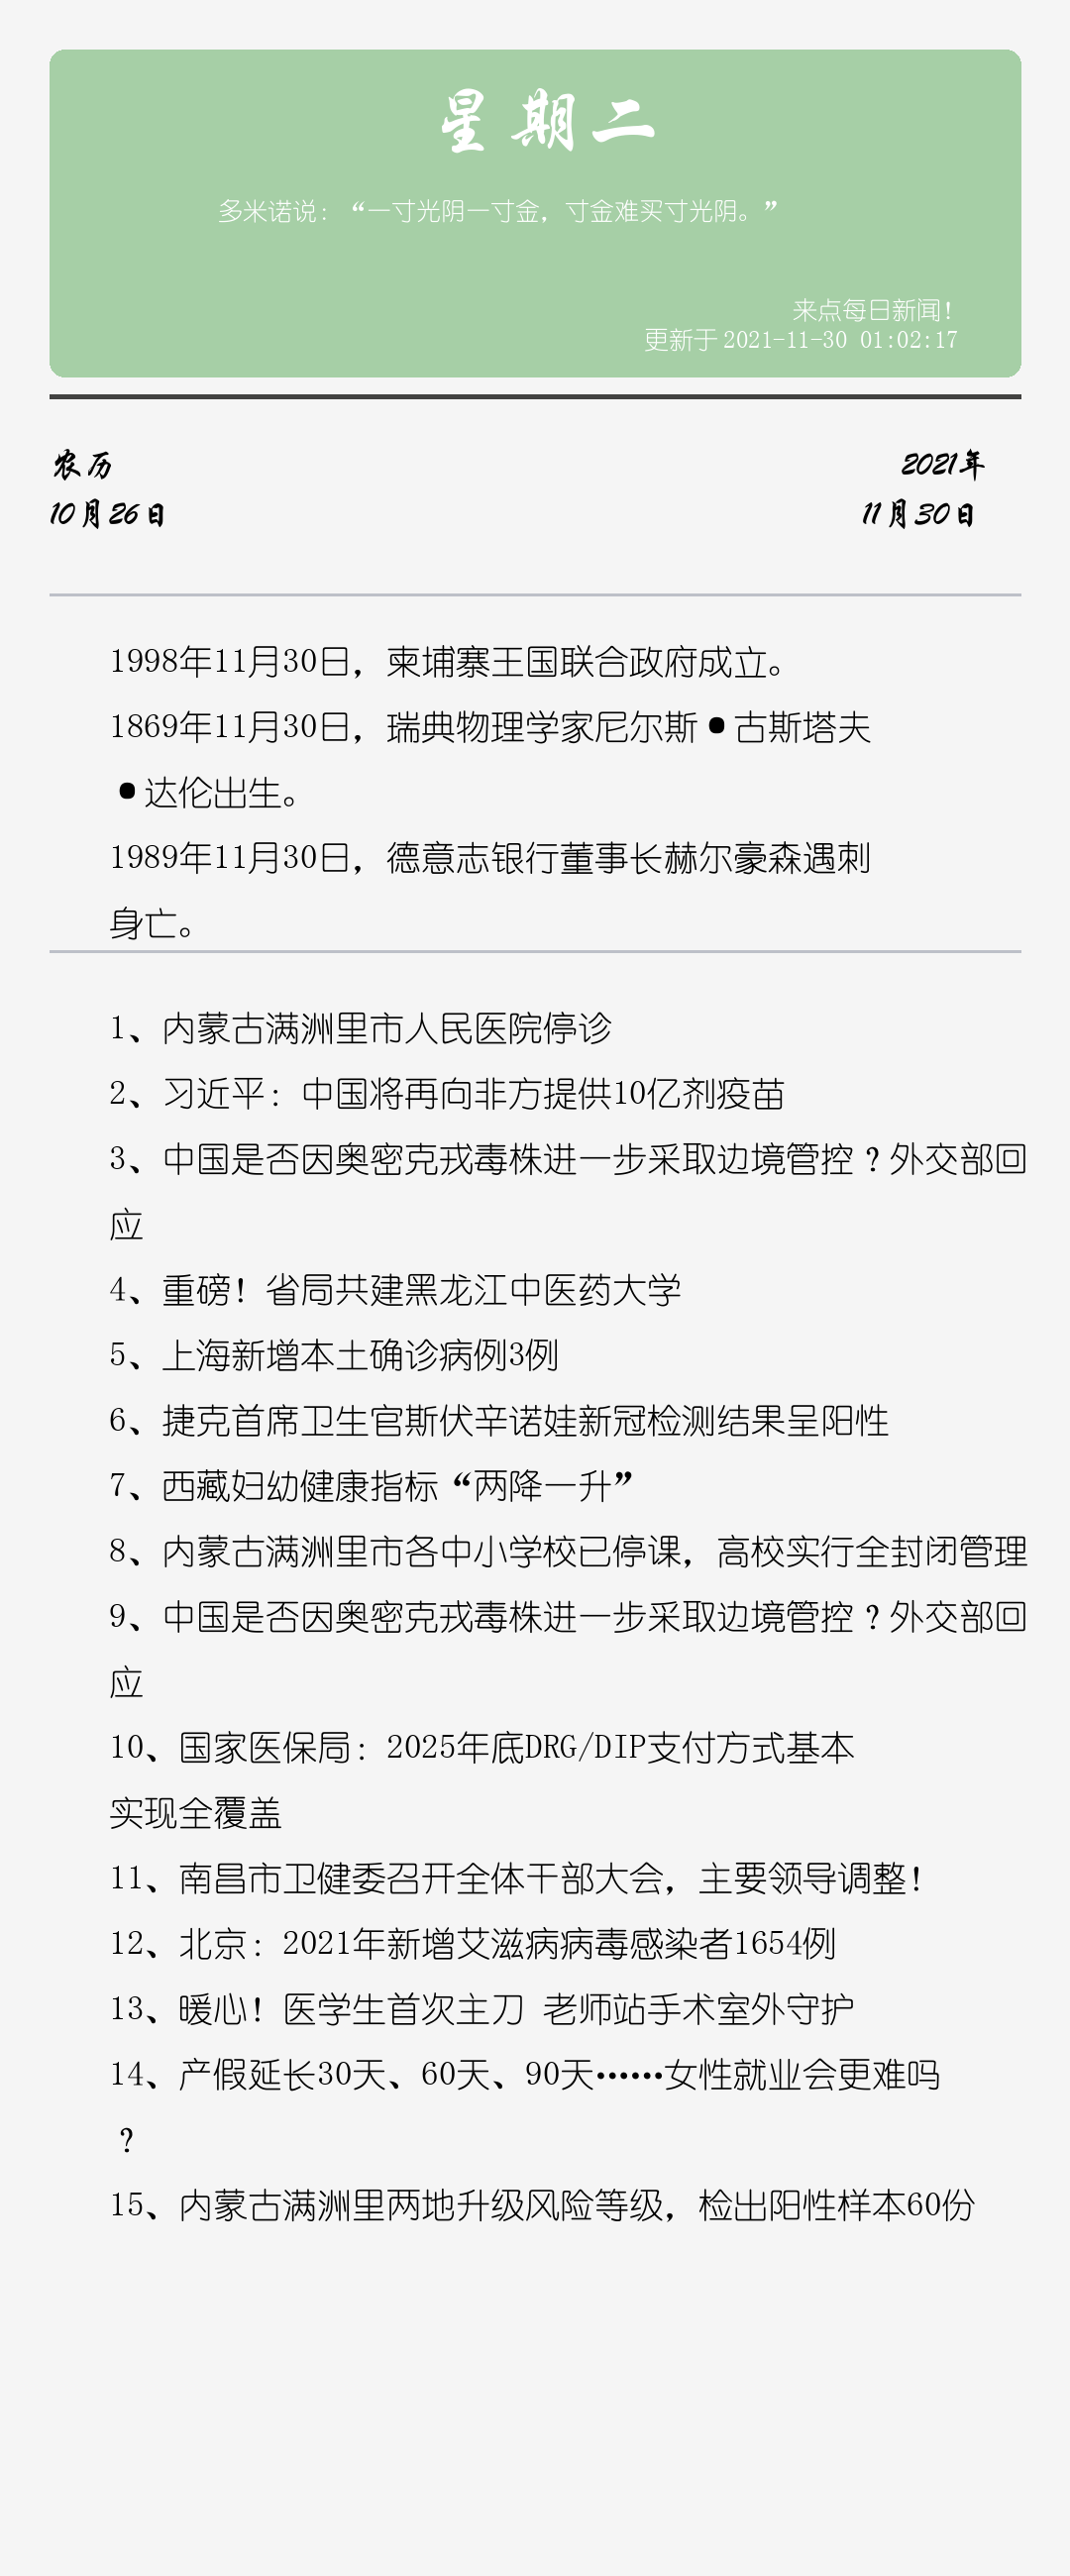 星期二
多米诺说：“一寸光阴一寸金，寸金难买寸光阴。”
来点每日新闻！
更新于 2021-11-30 01:02:17
农历
2021年
10月26日
11月30日
1998年11月30日，柬埔寨王国联合政府成立。
1869年11月30日，瑞典物理学家尼尔斯•古斯塔夫
•达伦出生。
1989年11月30日，德意志银行董事长赫尔豪森遇刺
身亡。
1、内蒙古满洲里市人民医院停诊
2、习近平：中国将再向非方提供10亿剂疫苗
3、中国是否因奥密克戎毒株进一步采取边境管控？外交部回
应
4、重磅！省局共建黑龙江中医药大学
5、上海新增本土确诊病例3例
6、捷克首席卫生官斯伏辛诺娃新冠检测结果呈阳性
7、西藏妇幼健康指标“两降一升”
8、内蒙古满洲里市各中小学校已停课，高校实行全封闭管理
9、中国是否因奥密克戎毒株进一步采取边境管控？外交部回
应
10、国家医保局：2025年底DRG/DIP支付方式基本
实现全覆盖
11、南昌市卫健委召开全体干部大会，主要领导调整！
12、北京：2021年新增艾滋病病毒感染者1654例
13、暖心！医学生首次主刀 老师站手术室外守护
14、产假延长30天、60天、90天……女性就业会更难吗
？
15、内蒙古满洲里两地升级风险等级，检出阳性样本60份